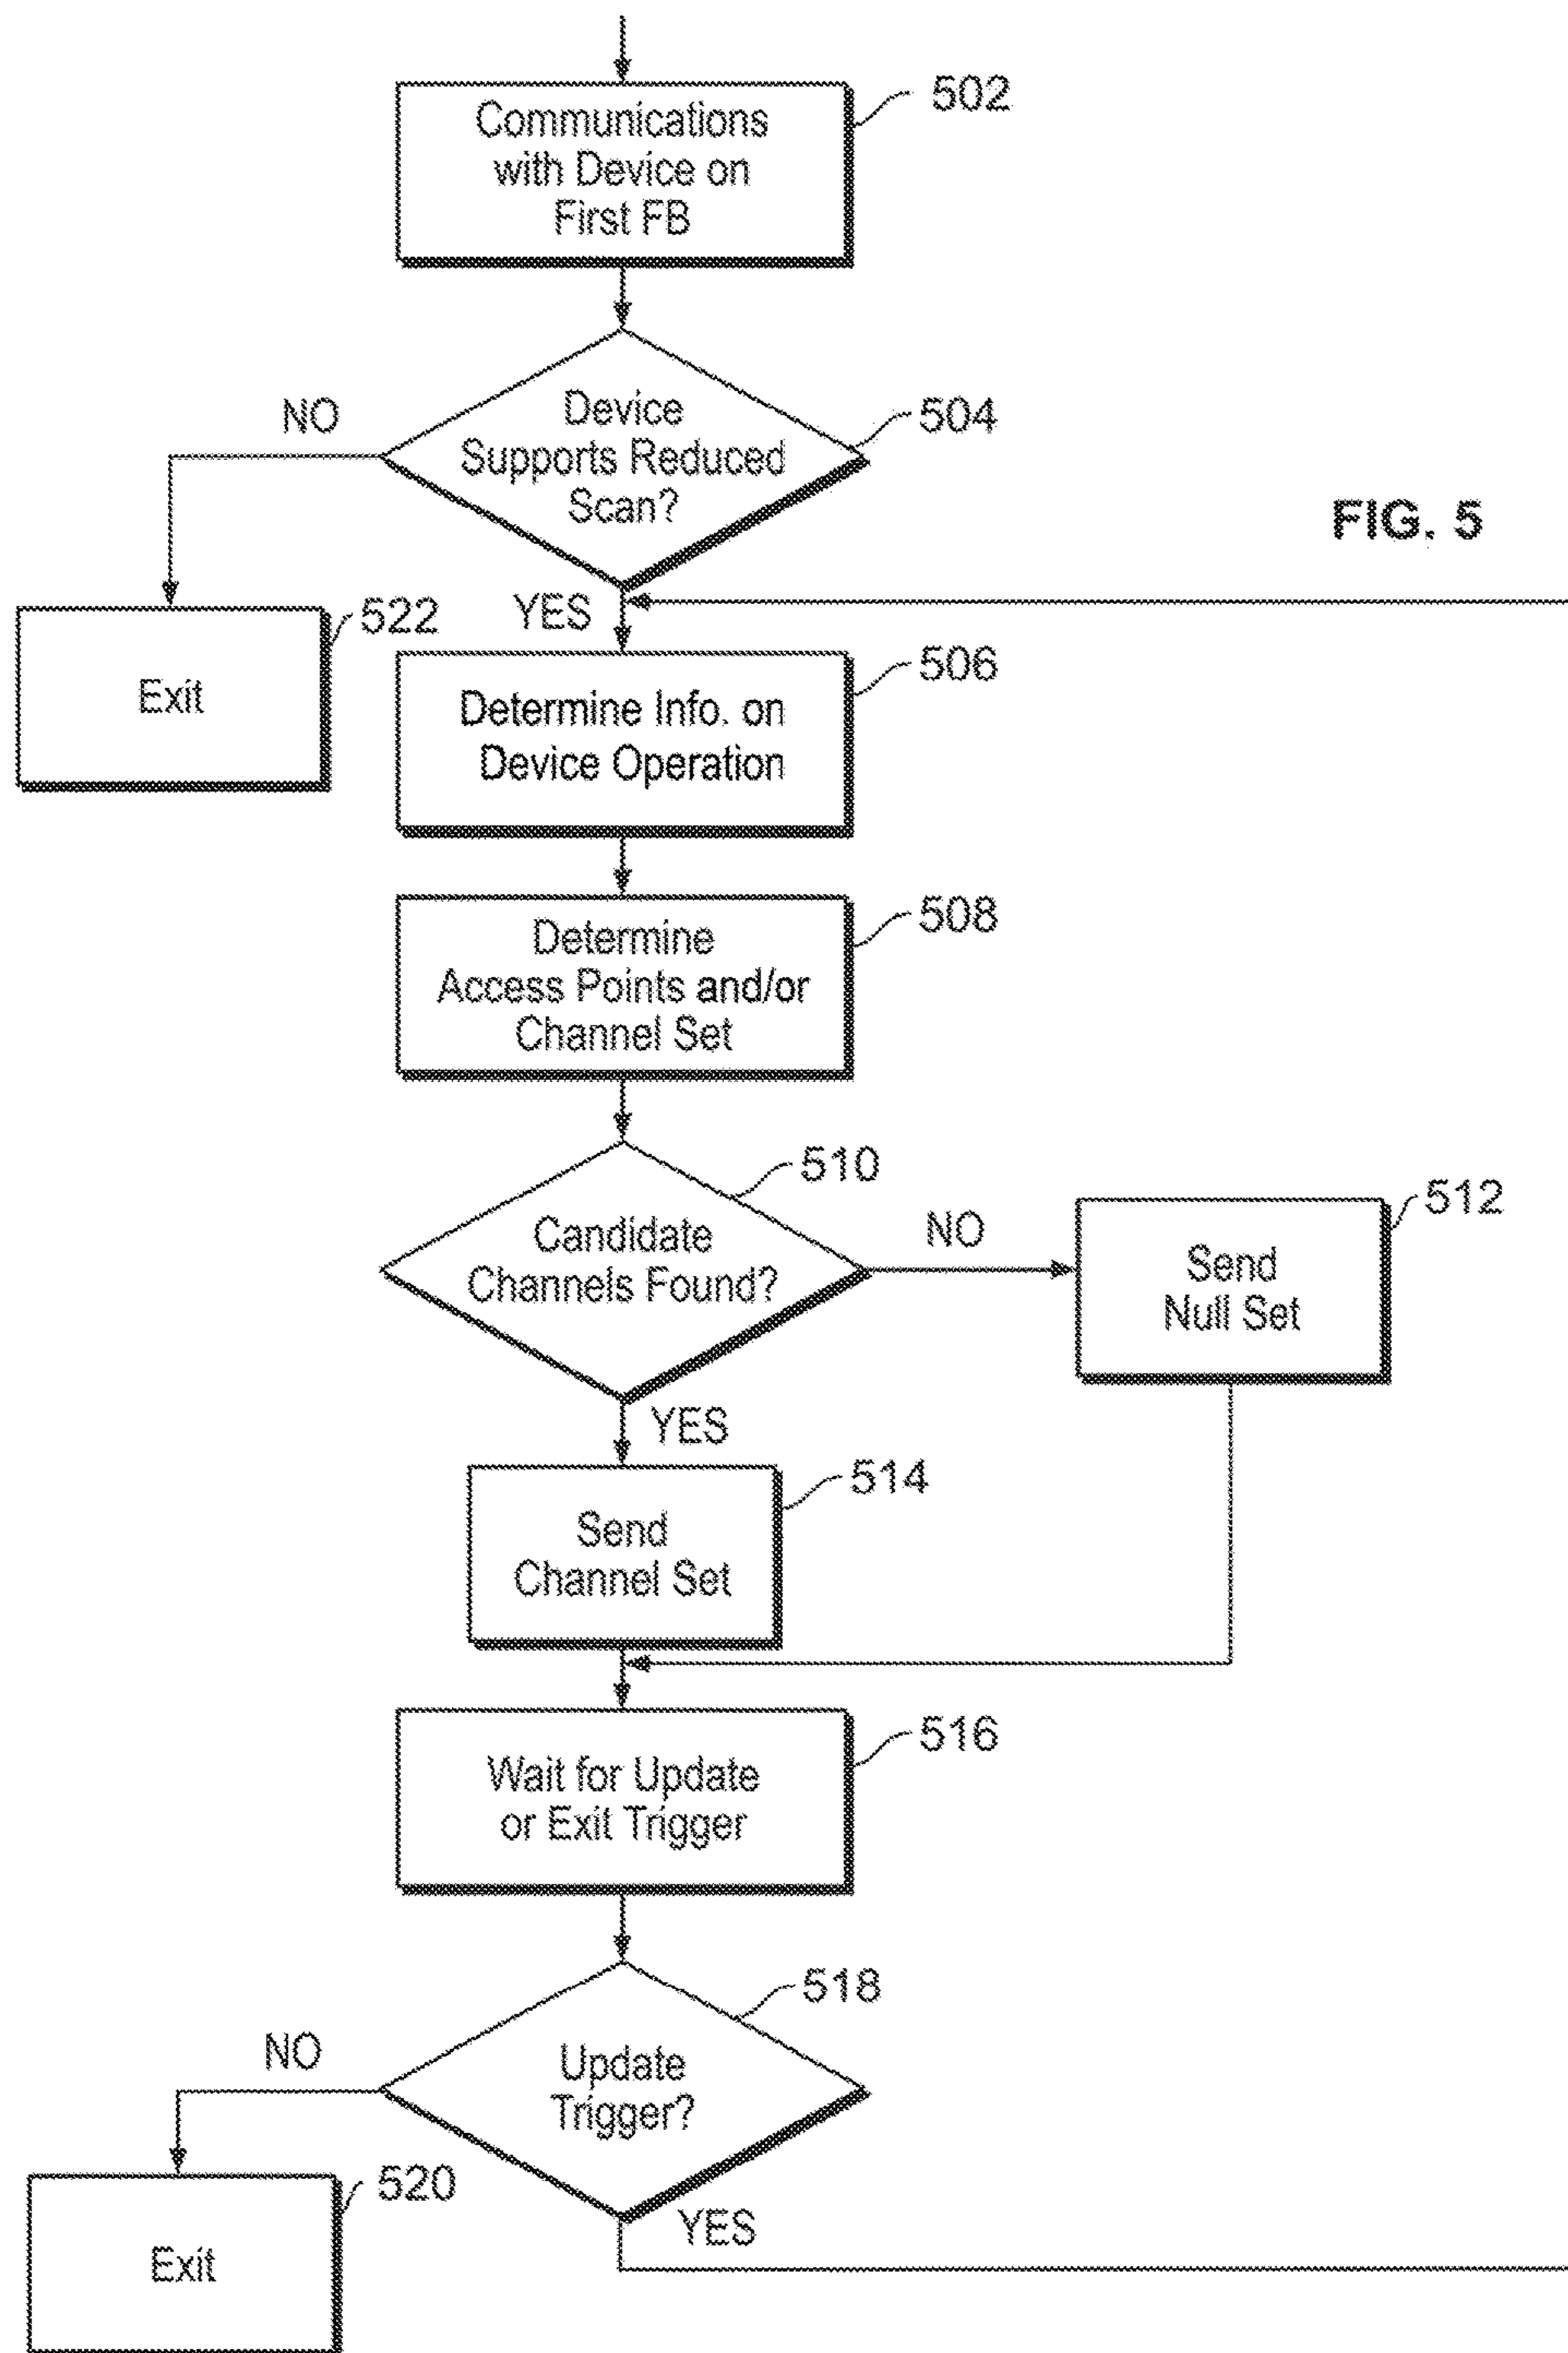 Communications
with Device on
First FB
502
Device
Supports Reduced
Scan?
504
NO
FIG. 5
YES
Exit
522
Determine Info. on
Device Operation
506
Determine
Access Points and/or
Channel Set
508
Candidate
Channels Found?
510
NO
Send
Null Set
512
YES
Send
Channel Set
514
Wait for Update
or Exit Trigger
516
Update
Trigger?
518
NO
YES
Exit
520